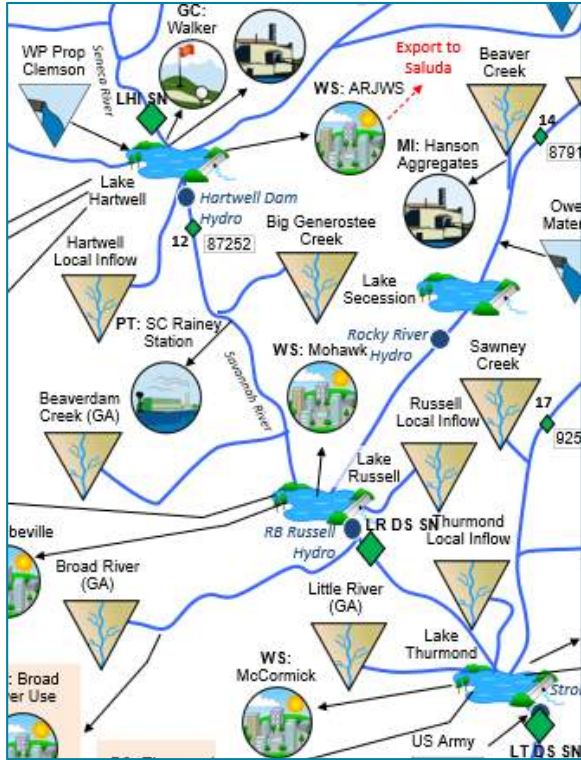 GC:
Walker
Export to
Saluda
Beaver
Creek
WP Prop
Clemson
Seneca River
LHI SN
WS: ARJWS
14
8791
MI: Hanson
Aggregates
Lake
Hartwell
Hartwell Dam
Hydro
12
87252
Big Generostee
Creek
Hartwell
Local Inflow
Lake
Secession
PT: SC Rainey
Station
WS: Mohawk
Rocky River
Hydro
Sawney
Creek
Savannah River
Beaverdam
Creek (GA)
Russell
Local Inflow
17
925
Lake
Russell
beville
RB Russell
Hydro
LR DS SN
Thurmond
Local Inflow
Broad River
(GA)
Little River
(GA)
Lake
Thurmond
WS:
McCormick
: Broad
er Use
US Army
LT DS SN